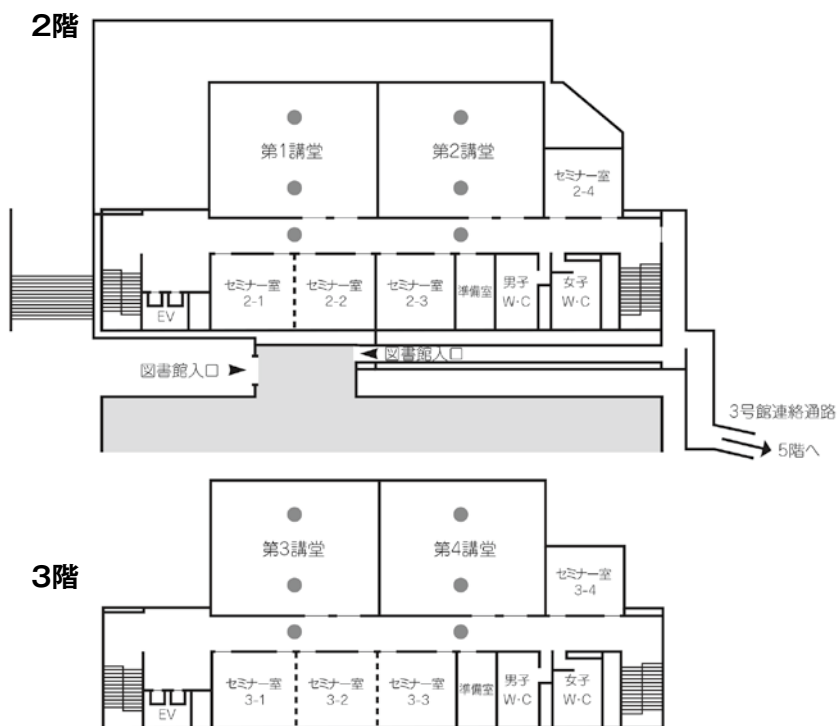 2階
第1講堂
第2講堂
セミナー室
2-4
セミナー室
2-1
セミナー室
2-2
セミナー室
2-3
準備室
男子
W・C
女子
W・C
EV
図書館入口
図書館入口
3号館連絡通路
5階へ
3階
第3講堂
第4講堂
セミナー室
3-4
セミナー室
3-1
セミナー室
3-2
セミナー室
3-3
準備室
男子
W・C
女子
W・C
EV